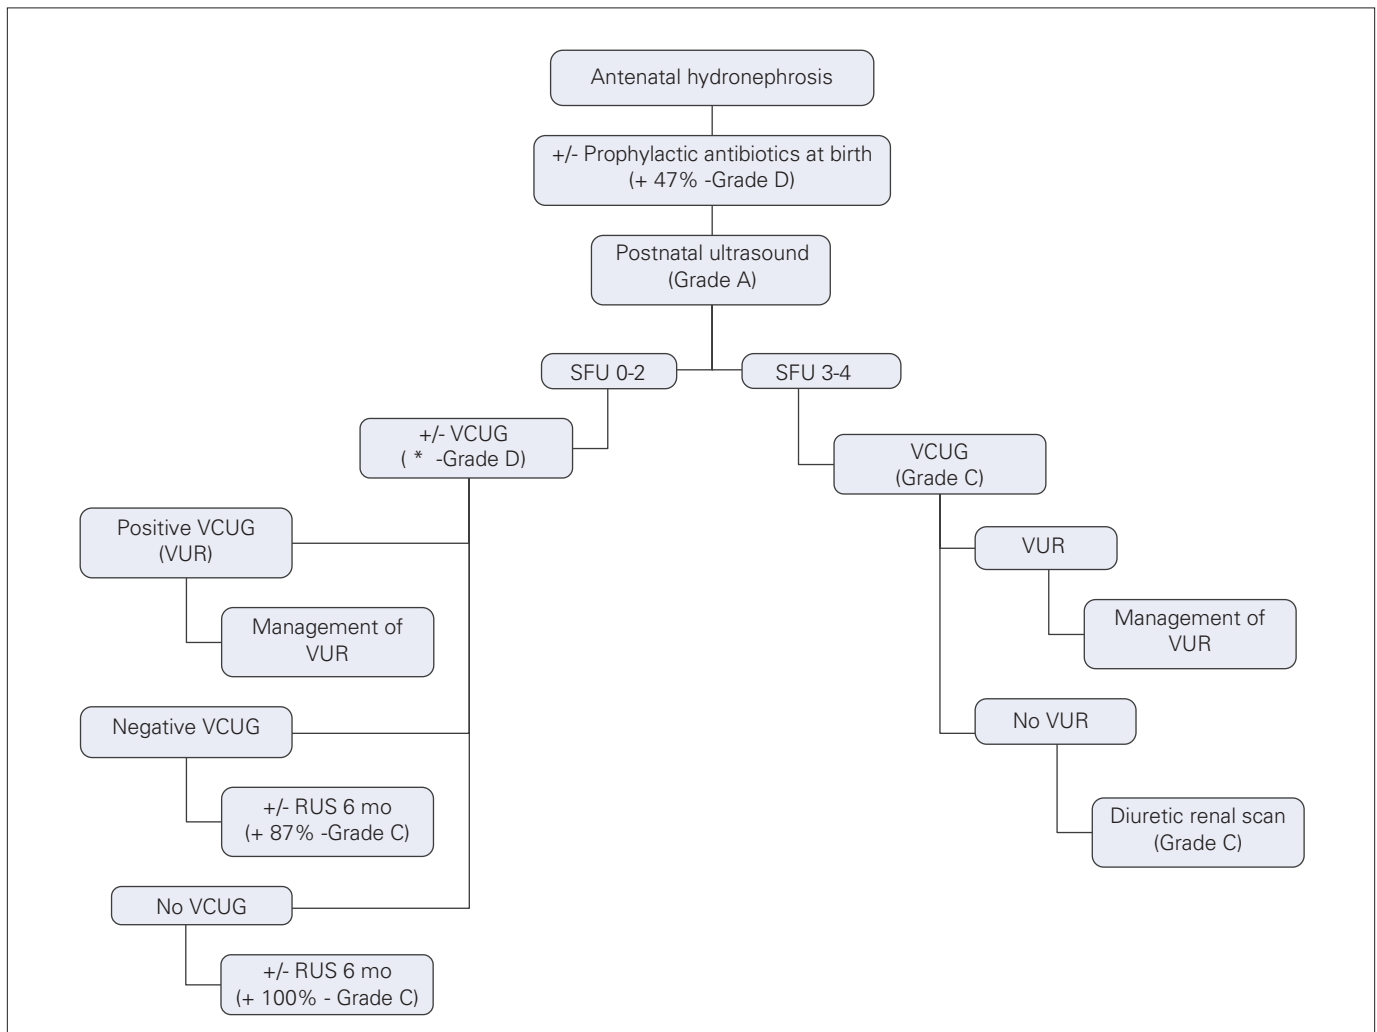 Antenatal hydronephrosis
+/- Prophylactic antibiotics at birth
(+ 47% -Grade D)
Postnatal ultrasound
(Grade A)
SFU 0-2
SFU 3-4
+/- VCUG
( * -Grade D)
VCUG
(Grade C)
Positive VCUG
(VUR)
VUR
Management of
VUR
Management of
VUR
Negative VCUG
No VUR
+/- RUS 6 mo
(+ 87% -Grade C)
Diuretic renal scan
(Grade C)
No VCUG
+/- RUS 6 mo
(+ 100% - Grade C)